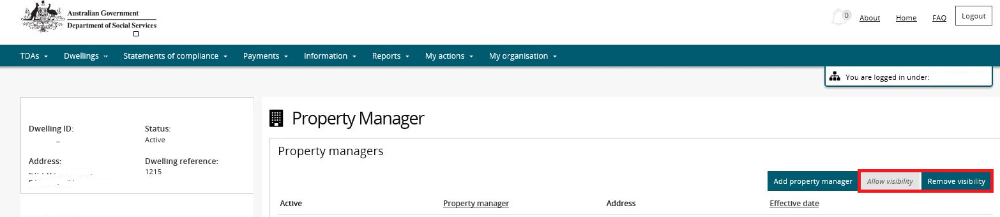 Australian Government
Department of Social Services
0
About
Home
FAQ
Logout
TDAs
Dwellings
Statements of compliance
Payments
Information
Reports
My actions
My organisation
You are logged in under:
Dwelling ID:
Status:
Active
Address:
Dwelling reference:
1215
Property Manager
Property managers
Add property manager
Allow visibility
Remove visibility
Active
Property manager
Address
Effective date